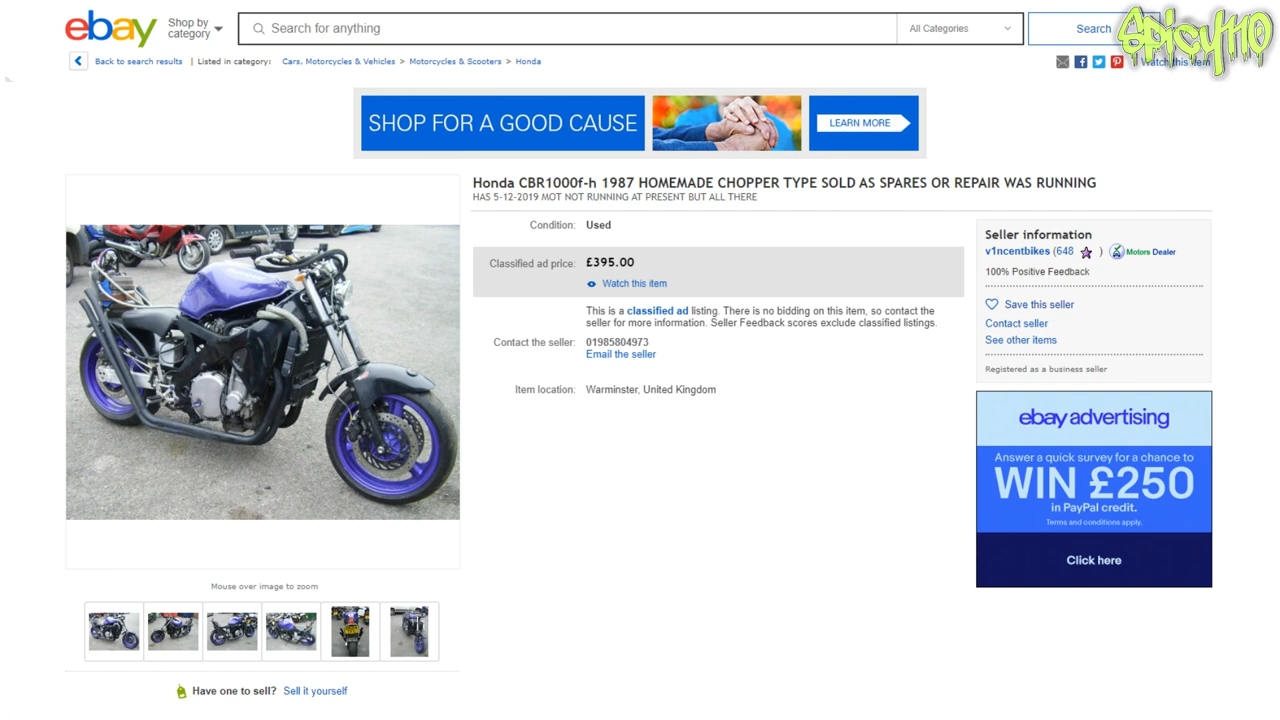 ebay
Shop by
category
Search for anything
All Categories
Search
Spicy110
Back to search results | Listed in category: Cars, Motorcycles & Vehicles > Motorcycles & Scooters > Honda
Watch this item
SHOP FOR A GOOD CAUSE
LEARN MORE
Honda CBR1000f-h 1987 HOMEMADE CHOPPER TYPE SOLD AS SPARES OR REPAIR WAS RUNNING
HAS 5-12-2019 MOT NOT RUNNING AT PRESENT BUT ALL THERE
Condition: Used
Classified ad price: £395.00
Watch this item
This is a classified ad listing. There is no bidding on this item, so contact the
seller for more information. Seller Feedback scores exclude classified listings.
Contact the seller: 01985804973
Email the seller
Item location: Warminster, United Kingdom
Seller information
v1ncentbikes (648 ) Motors Dealer
100% Positive Feedback
Save this seller
Contact seller
See other items
Registered as a business seller
ebay advertising
Answer a quick survey for a chance to
WIN £250
in PayPal credit.
Terms and conditions apply.
Click here
Mouse over image to zoom
Have one to sell? Sell it yourself